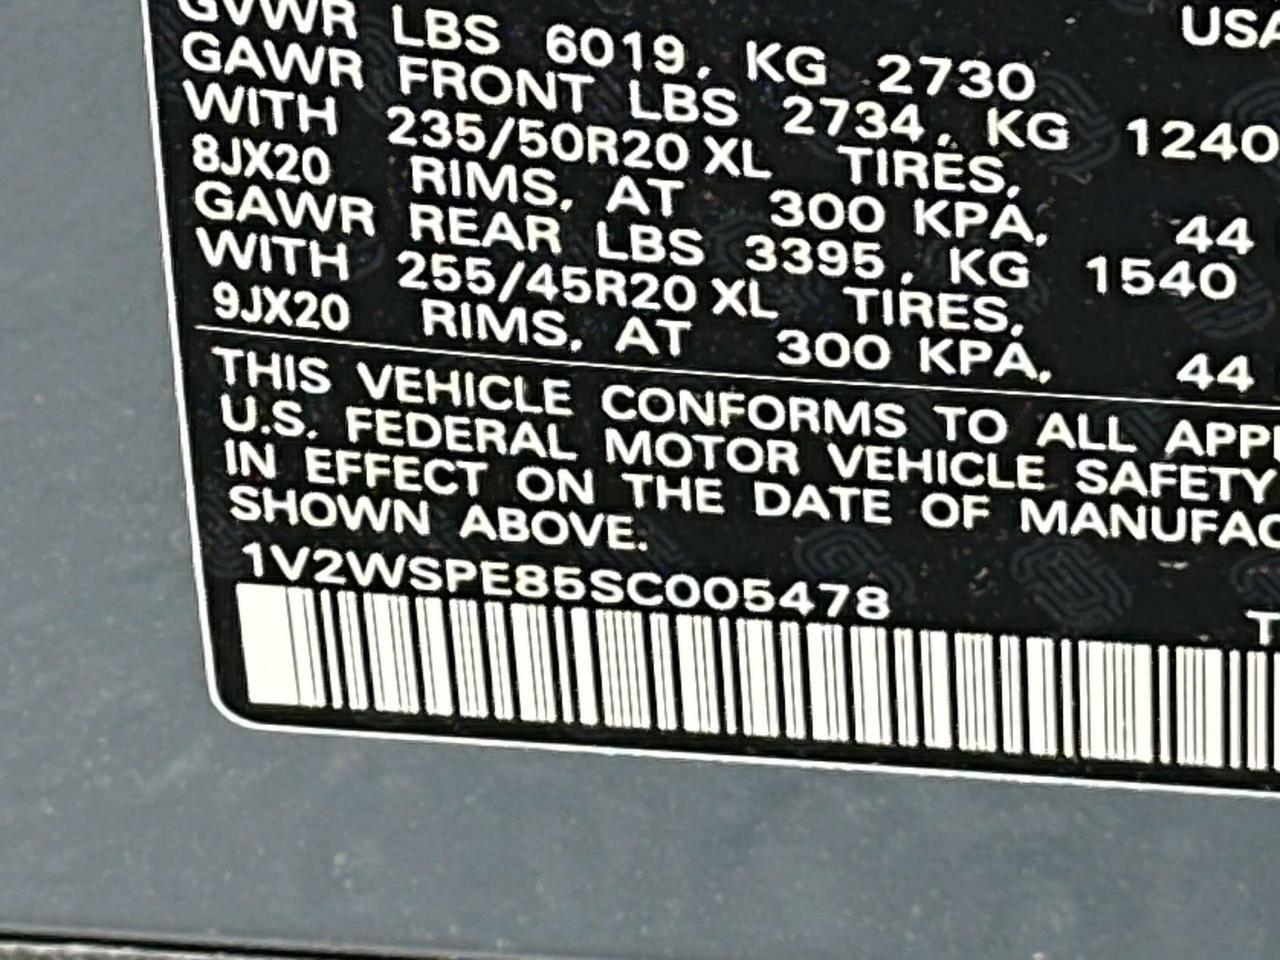 GVWR LBS 6019, KG 2730
USA
GAWR FRONT LBS 2734, KG 1240
WITH 235/50R20 XL TIRES,
8JX20 RIMS, AT 300 KPA, 44
GAWR REAR LBS 3395, KG 1540
WITH 255/45R20 XL TIRES,
9JX20 RIMS, AT 300 KPA, 44
THIS VEHICLE CONFORMS TO ALL APPL
U.S. FEDERAL MOTOR VEHICLE SAFETY
IN EFFECT ON THE DATE OF MANUFAC
SHOWN ABOVE.
1V2WSPE85SC005478
T